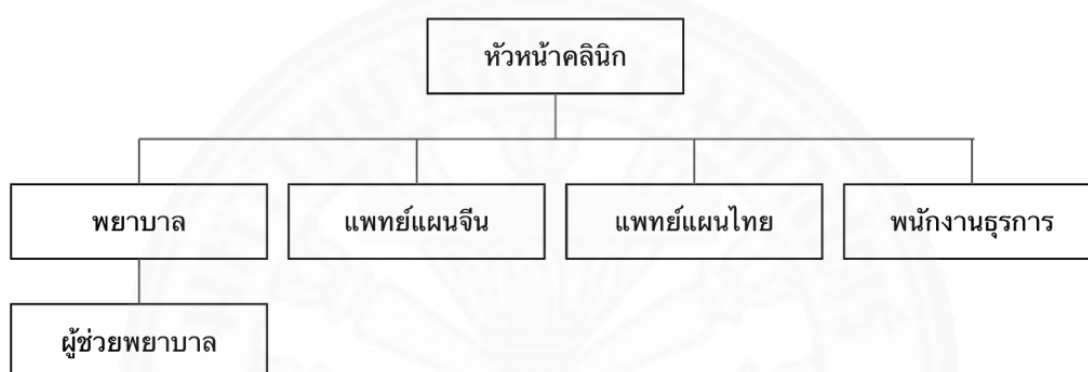 หัวหน้าคลินิก
พยาบาล
แพทย์แผนจีน
แพทย์แผนไทย
พนักงานธุรการ
ผู้ช่วยพยาบาล